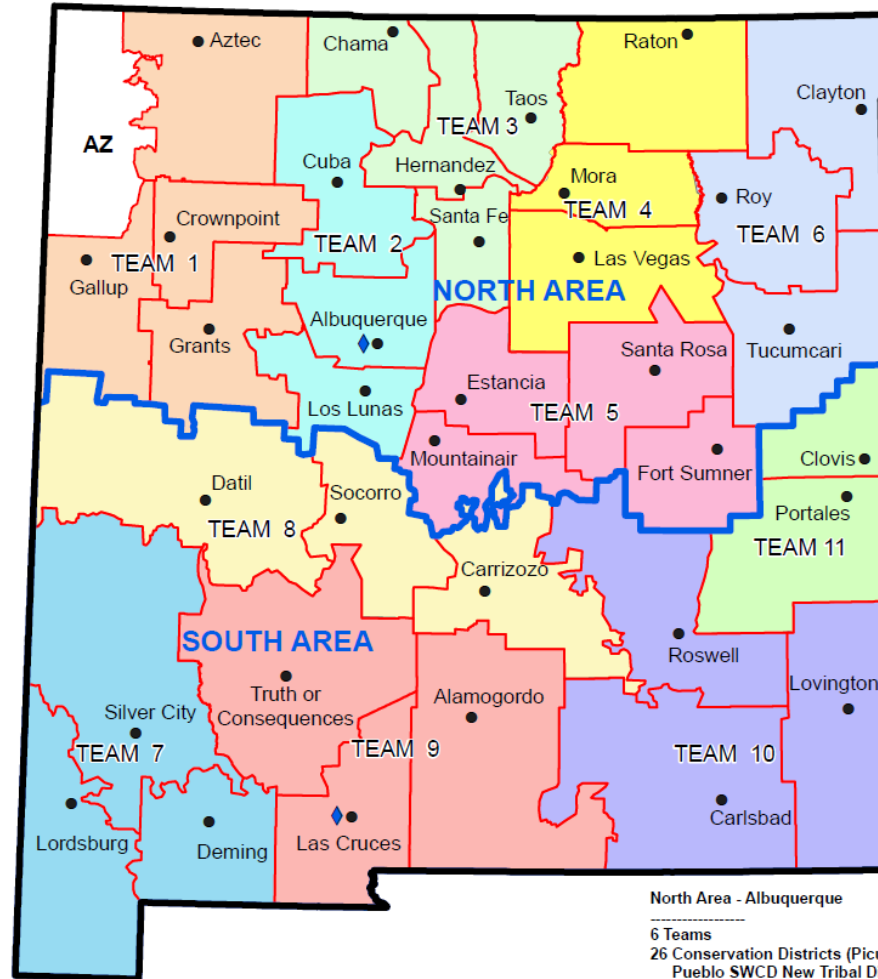 Aztec
Chama
Raton
Clayton
Taos
TEAM 3
AZ
Cuba
Hernandez
Mora
Roy
TEAM 4
Crownpoint
Santa Fe
TEAM 2
TEAM 6
TEAM 1
Las Vegas
Gallup
NORTH AREA
Albuquerque
Grants
Santa Rosa
Tucumcari
Estancia
Los Lunas
TEAM 5
Mountainair
Fort Sumner
Clovis
Datil
Socorro
Portales
TEAM 8
TEAM 11
Carrizozo
SOUTH AREA
Roswell
Truth or
Consequences
Alamogordo
Lovington
Silver City
TEAM 7
TEAM 9
TEAM 10
Lordsburg
Deming
Las Cruces
Carlsbad
North Area - Albuquerque
------------------
6 Teams
26 Conservation Districts (Picu
Pueblo SWCD New Tribal D